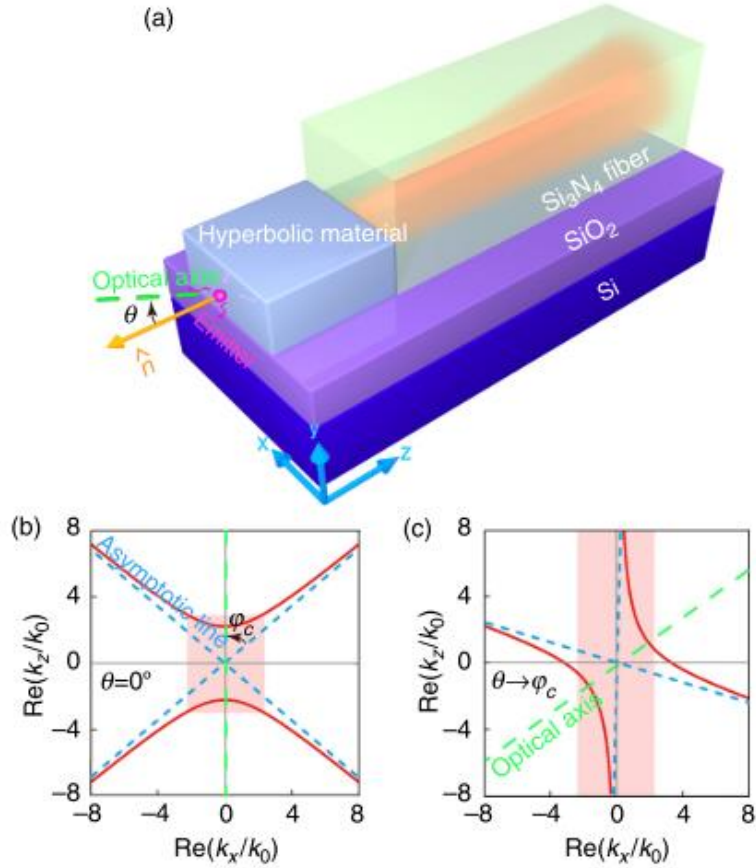 (a)
Hyperbolic material
Si₃N₄ fiber
SiO₂
Si
Optical axis
θ
Emitter
n̂
x
y
z
(b)
8
4
0
−4
−8
−8
−4
0
4
8
Re(kz/k0)
Re(kx/k0)
Asymptotic line
φc
θ=0°
(c)
8
4
0
−4
−8
−8
−4
0
4
8
Re(kz/k0)
Re(kx/k0)
θ→φc
Optical axis